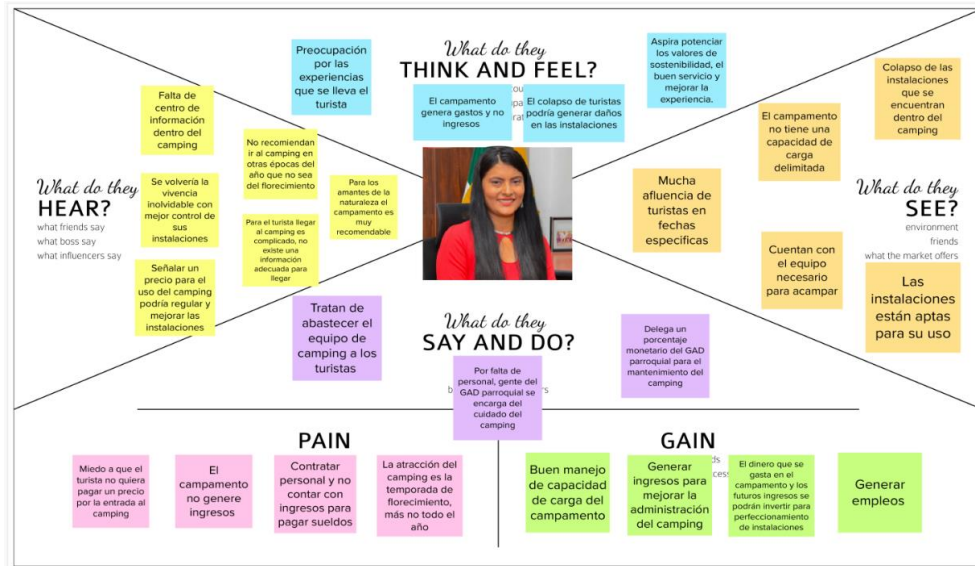 What do they
THINK AND FEEL?
Preocupación
por las
experiencias
que se lleva el
turista
El campamento
genera gastos y no
ingresos
El colapso de turistas
podría generar daños
en las instalaciones
Aspira potenciar
los valores de
sostenibilidad, el
buen servicio y
mejorar la
experiencia.
What do they
HEAR?
what friends say
what boss say
what influencers say
Falta de
centro de
información
dentro del
camping
No recomiendan
ir al camping en
otras épocas del
año que no sea
del florecimiento
Se volvería la
vivencia
inolvidable con
mejor control de
sus
instalaciones
Para los
amantes de la
naturaleza el
campamento es
muy
recomendable
Para el turista llegar
al camping es
complicado, no
existe una
información
adecuada para
llegar
Señalar un
precio para el
uso del camping
podría regular y
mejorar las
instalaciones
What do they
SEE?
environment
friends
what the market offers
Colapso de las
instalaciones
que se
encuentran
dentro del
camping
El
campamento
no tiene una
capacidad de
carga
delimitada
Mucha
afluencia de
turistas en
fechas
especificas
Cuentan con
el equipo
necesario
para acampar
Las
instalaciones
están aptas
para su uso
What do they
SAY AND DO?
Tratan de
abastecer el
equipo de
camping a los
turistas
Por falta de
personal, gente del
GAD parroquial se
encarga del
cuidado del
camping
Delega un
porcentaje
monetario del GAD
parroquial para el
mantenimiento del
camping
PAIN
Miedo a que el
turista no quiera
pagar un precio
por la entrada al
camping
El
campamento
no genere
ingresos
Contratar
personal y no
contar con
ingresos para
pagar sueldos
La atracción del
camping es la
temporada de
florecimiento,
más no todo el
año
GAIN
Buen manejo
de capacidad
de carga del
campamento
Generar
ingresos para
mejorar la
administración
del camping
El dinero que se
gasta en el
campamento y los
futuros ingresos se
podrán invertir para
perfeccionamiento
de instalaciones
Generar
empleos